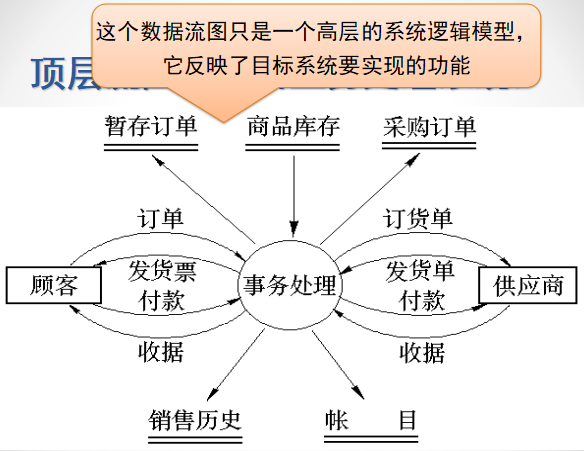 这个数据流图只是一个高层的系统逻辑模型，
它反映了目标系统要实现的功能
顶层
暂存订单 商品库存 采购订单
订单 订货单
顾客 发货票 事务处理 发货单 供应商
付款 付款
收据 收据
销售历史 帐 目